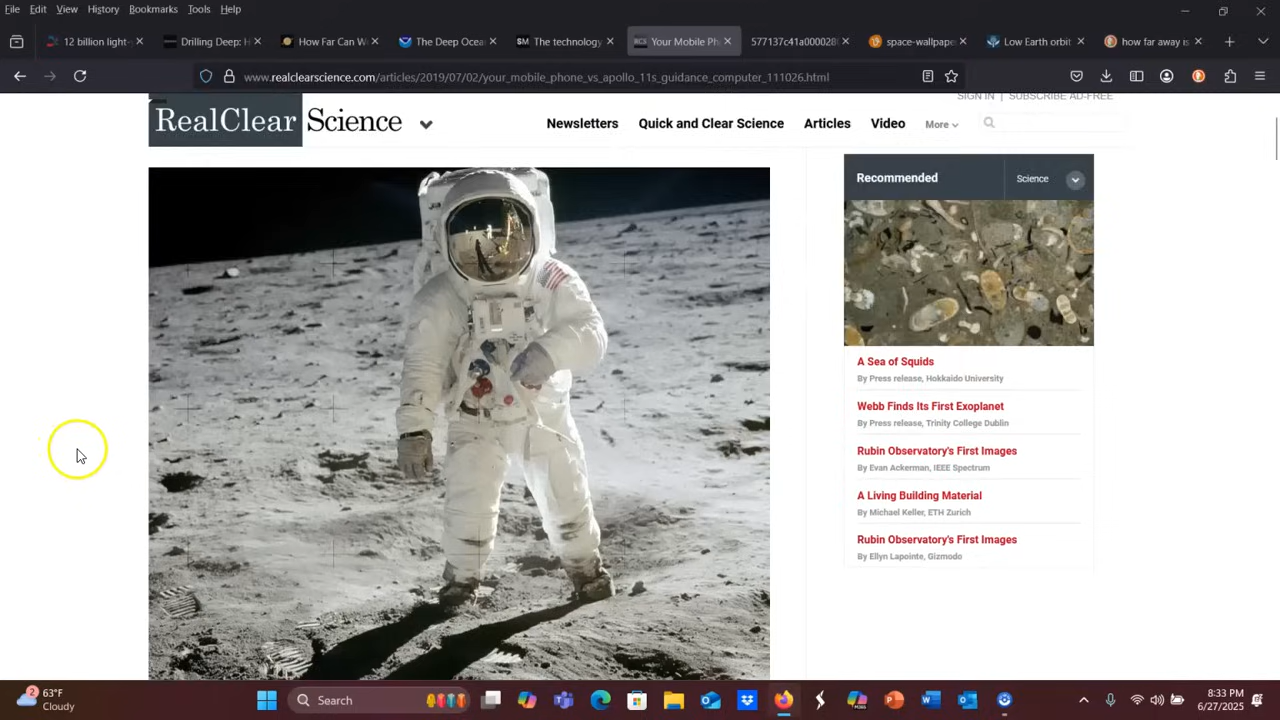 File Edit View History Bookmarks Tools Help
12 billion light- Drilling Deep: H How Far Can W The Deep Ocea The technology Your Mobile Ph 577137c41a0000280 space-wallpape Low Earth orbit how far away is
www.realclearscience.com/articles/2019/07/02/your_mobile_phone_vs_apollo_11s_guidance_computer_111026.html
SIGN IN | SUBSCRIBE AD-FREE
RealClear Science Newsletters Quick and Clear Science Articles Video More
Recommended Science
A Sea of Squids
By Press release, Hokkaido University
Webb Finds Its First Exoplanet
By Press release, Trinity College Dublin
Rubin Observatory's First Images
By Evan Ackerman, IEEE Spectrum
A Living Building Material
By Michael Keller, ETH Zurich
Rubin Observatory's First Images
By Ellyn Lapointe, Gizmodo
2 63°F
Cloudy
Search
8:33 PM
6/27/2025